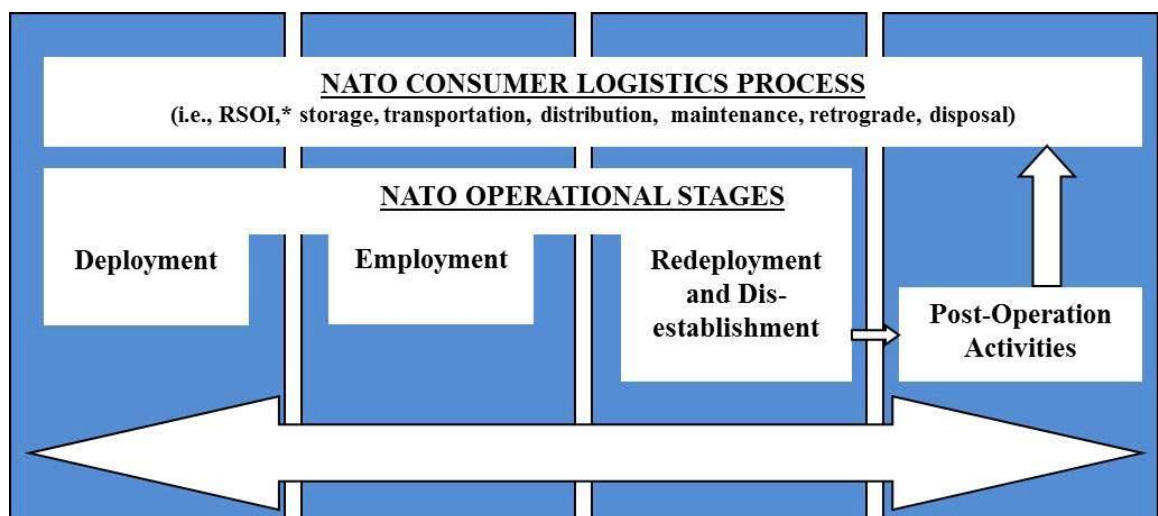 NATO CONSUMER LOGISTICS PROCESS
(i.e., RSOI,* storage, transportation, distribution, maintenance, retrograde, disposal)
NATO OPERATIONAL STAGES
Deployment
Employment
Redeployment
and Dis-
establishment
Post-Operation
Activities